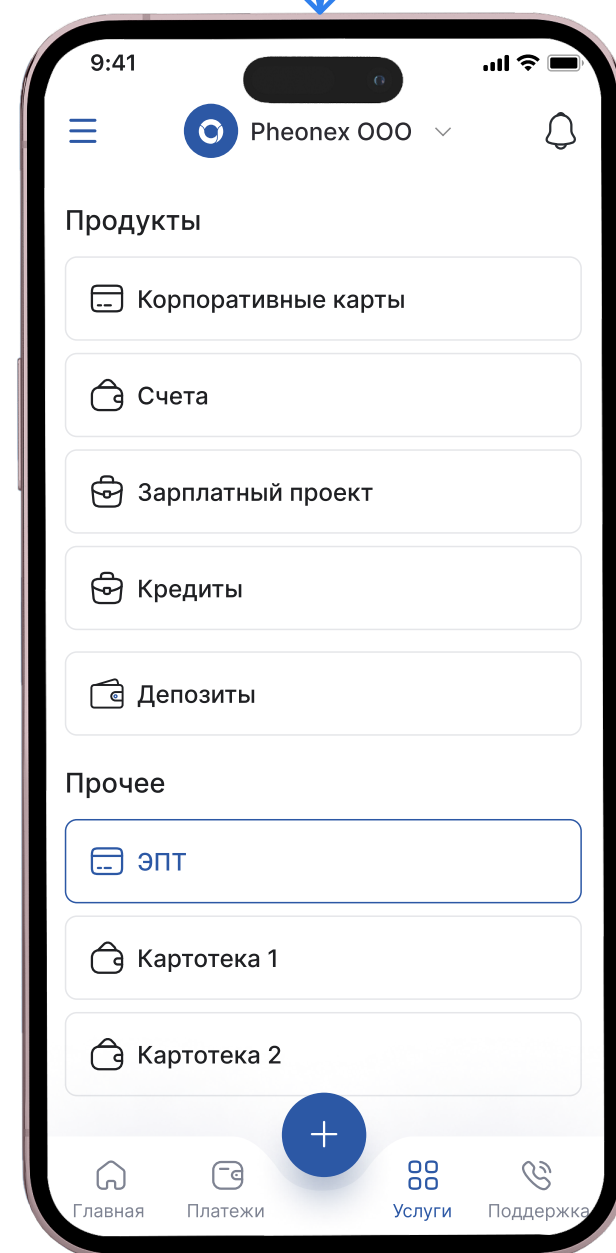 9:41
Pheonex ООО
Продукты
Корпоративные карты
Счета
Зарплатный проект
Кредиты
Депозиты
Прочее
ЭПТ
Картотека 1
Картотека 2
Главная
Платежи
Услуги
Поддержка